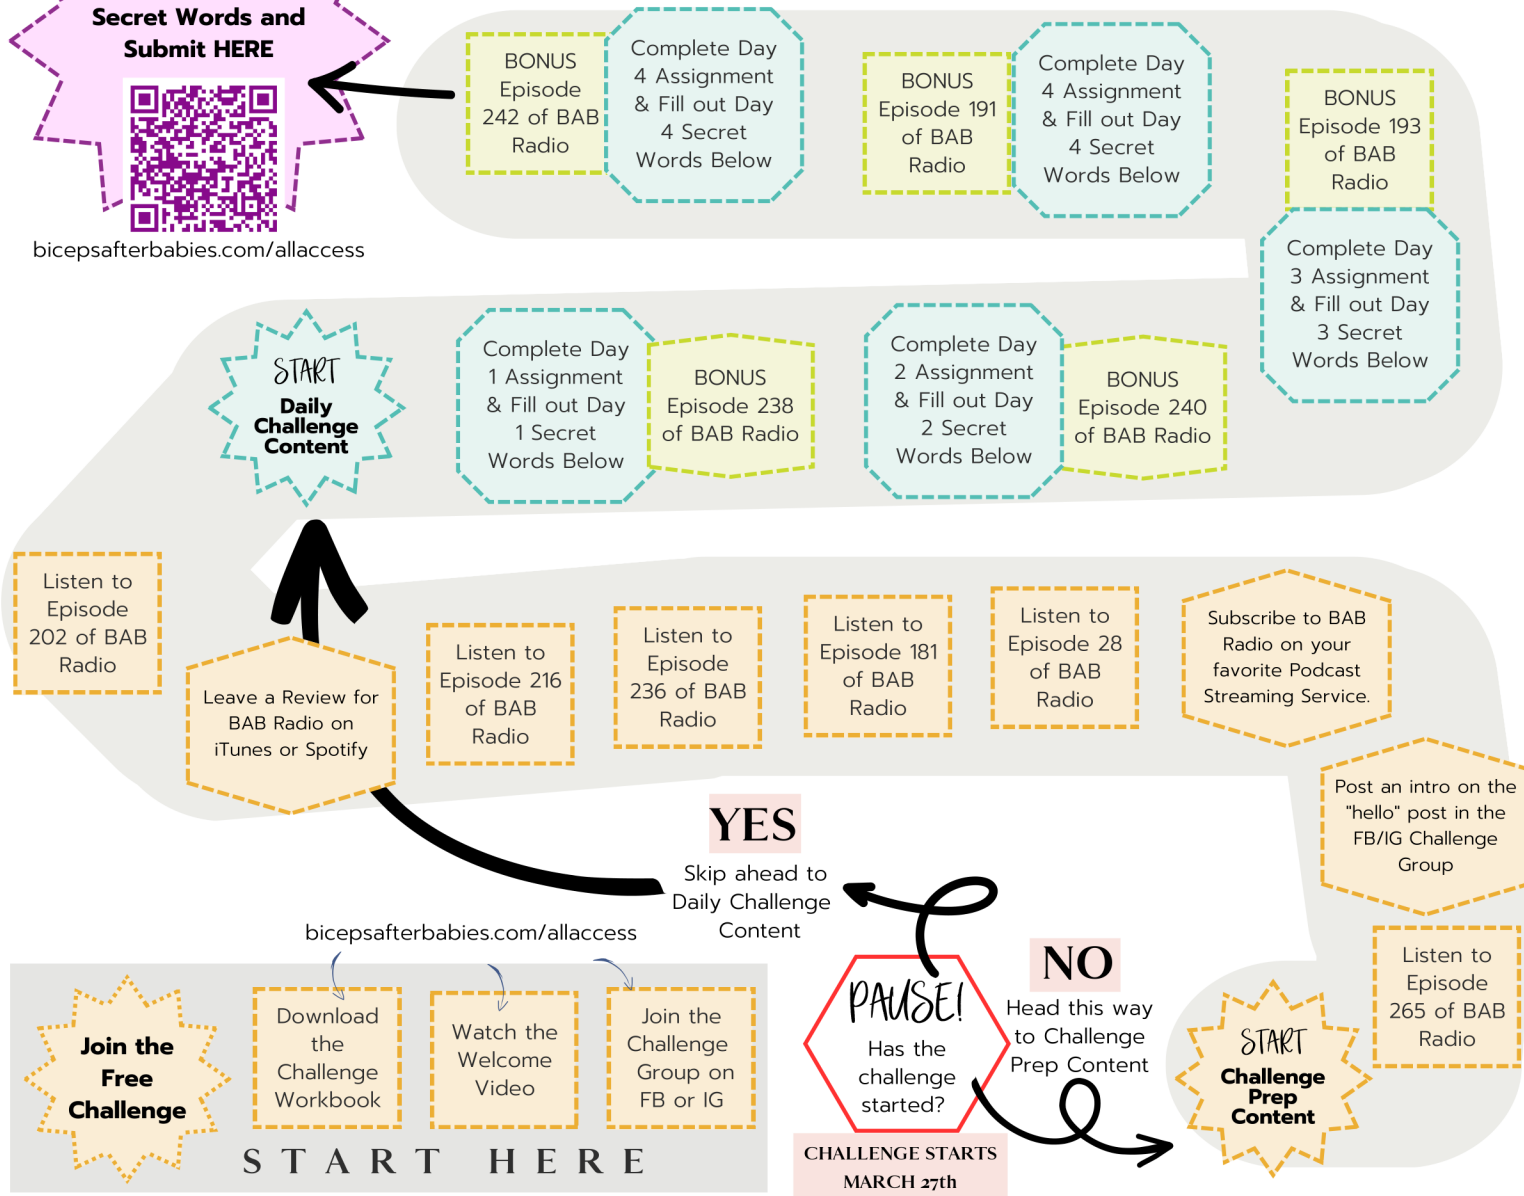 Secret Words and
Submit HERE
bicepsafterbabies.com/allaccess
BONUS
Episode
242 of BAB
Radio
Complete Day
4 Assignment
& Fill out Day
4 Secret
Words Below
BONUS
Episode 191
of BAB
Radio
Complete Day
4 Assignment
& Fill out Day
4 Secret
Words Below
BONUS
Episode 193
of BAB
Radio
Complete Day
3 Assignment
& Fill out Day
3 Secret
Words Below
START
Daily
Challenge
Content
Complete Day
1 Assignment
& Fill out Day
1 Secret
Words Below
BONUS
Episode 238
of BAB Radio
Complete Day
2 Assignment
& Fill out Day
2 Secret
Words Below
BONUS
Episode 240
of BAB Radio
Listen to
Episode
202 of BAB
Radio
Leave a Review for
BAB Radio on
iTunes or Spotify
Listen to
Episode 216
of BAB
Radio
Listen to
Episode
236 of BAB
Radio
Listen to
Episode 181
of BAB
Radio
Listen to
Episode 28
of BAB
Radio
Subscribe to BAB
Radio on your
favorite Podcast
Streaming Service.
Post an intro on the
"hello" post in the
FB/IG Challenge
Group
Listen to
Episode
265 of BAB
Radio
YES
Skip ahead to
Daily Challenge
Content
NO
Head this way
to Challenge
Prep Content
PAUSE!
Has the
challenge
started?
CHALLENGE STARTS
MARCH 27th
START
Challenge
Prep
Content
bicepsafterbabies.com/allaccess
Join the
Free
Challenge
Download
the
Challenge
Workbook
Watch the
Welcome
Video
Join the
Challenge
Group on
FB or IG
START HERE